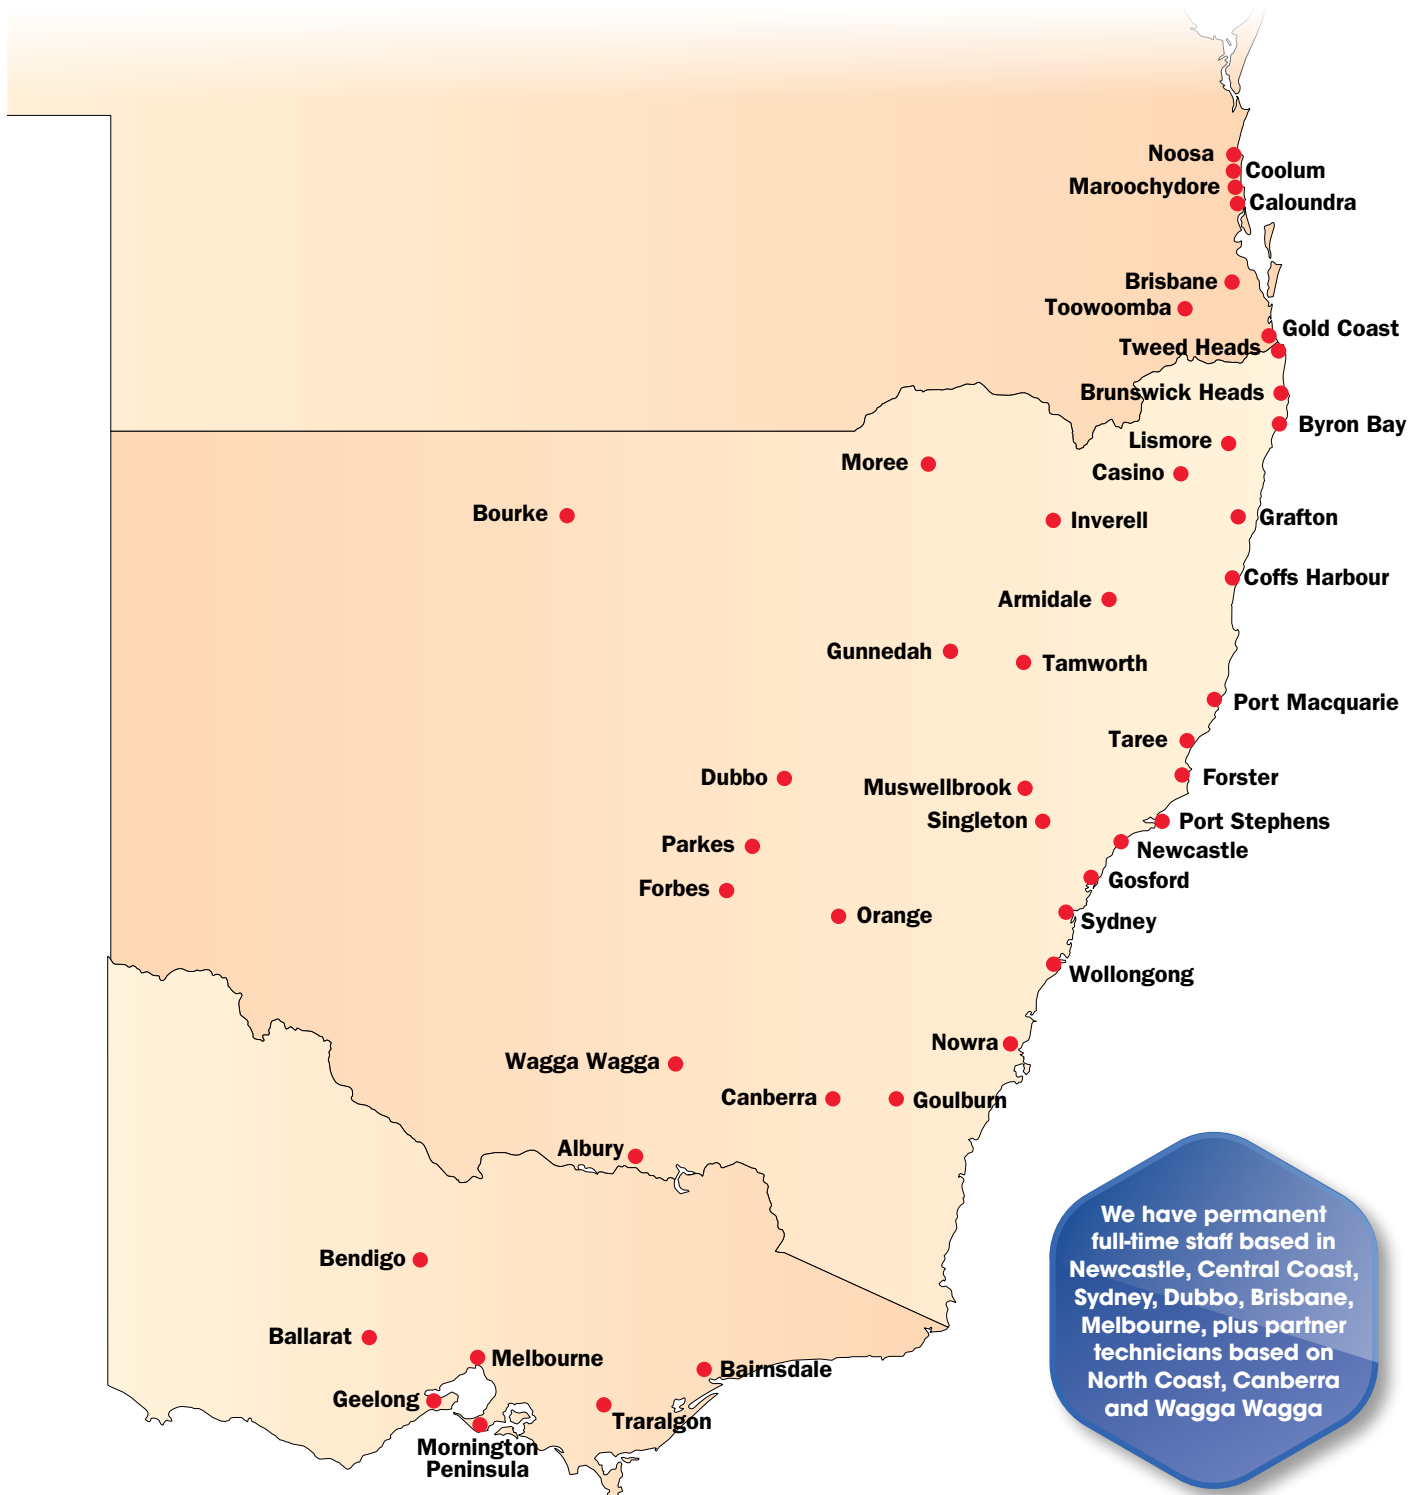 Noosa
Coolum
Maroochydore
Caloundra
Brisbane
Toowoomba
Gold Coast
Tweed Heads
Brunswick Heads
Byron Bay
Lismore
Moree
Casino
Bourke
Inverell
Grafton
Coffs Harbour
Armidale
Gunnedah
Tamworth
Port Macquarie
Taree
Dubbo
Forster
Muswellbrook
Singleton
Port Stephens
Parkes
Newcastle
Gosford
Forbes
Orange
Sydney
Wollongong
Nowra
Wagga Wagga
Canberra
Goulburn
Albury
We have permanent
full-time staff based in
Newcastle, Central Coast,
Sydney, Dubbo, Brisbane,
Melbourne, plus partner
technicians based on
North Coast, Canberra
and Wagga Wagga
Bendigo
Ballarat
Melbourne
Bairnsdale
Geelong
Traralgon
Mornington
Peninsula